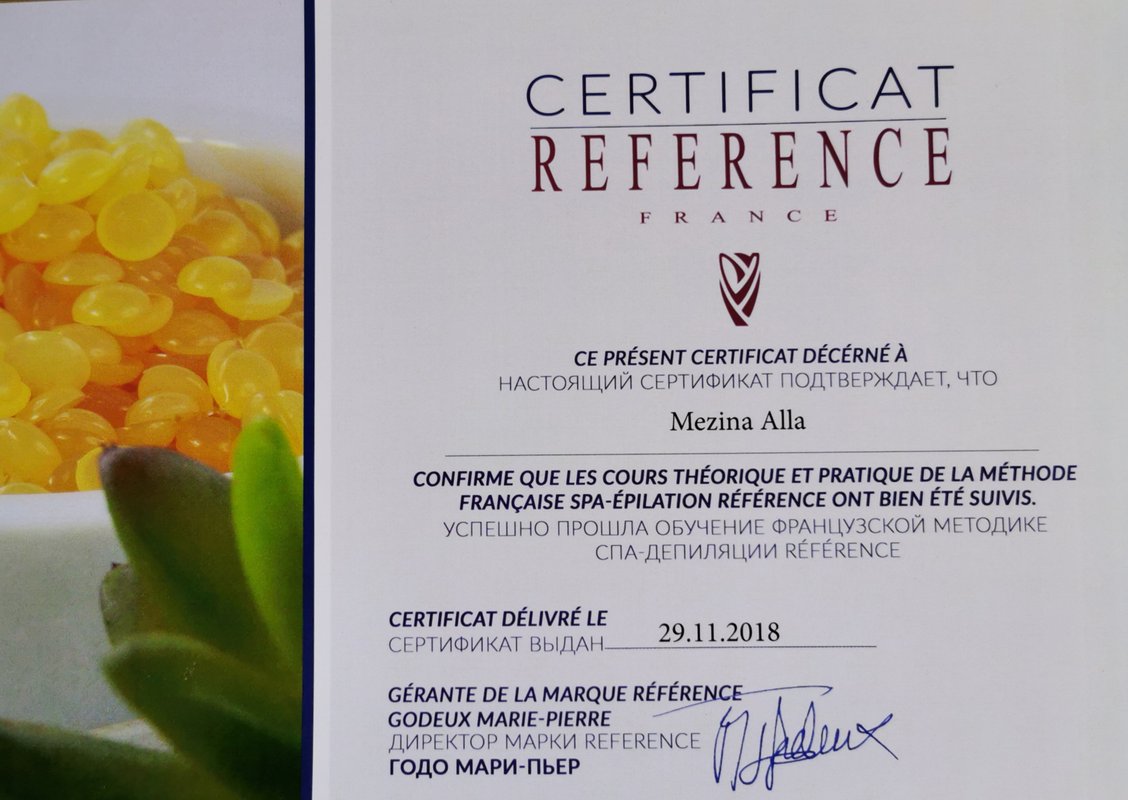 CERTIFICAT
REFERENCE
FRANCE
CE PRÉSENT CERTIFICAT DÉCÉRNÉ À
НАСТОЯЩИЙ СЕРТИФИКАТ ПОДТВЕРЖДАЕТ, ЧТО
Mezina Alla
CONFIRME QUE LES COURS THÉORIQUE ET PRATIQUE DE LA MÉTHODE
FRANÇAISE SPA-ÉPILATION RÉFÉRENCE ONT BIEN ÉTÉ SUIVIS.
УСПЕШНО ПРОШЛА ОБУЧЕНИЕ ФРАНЦУЗСКОЙ МЕТОДИКЕ
СПА-ДЕПИЛЯЦИИ RÉFÉRENCE
CERTIFICAT DÉLIVRÉ LE
СЕРТИФИКАТ ВЫДАН 29.11.2018
GÉRANTE DE LA MARQUE RÉFÉRENCE
GODEUX MARIE-PIERRE
ДИРЕКТОР МАРКИ REFERENCE
ГОДО МАРИ-ПЬЕР